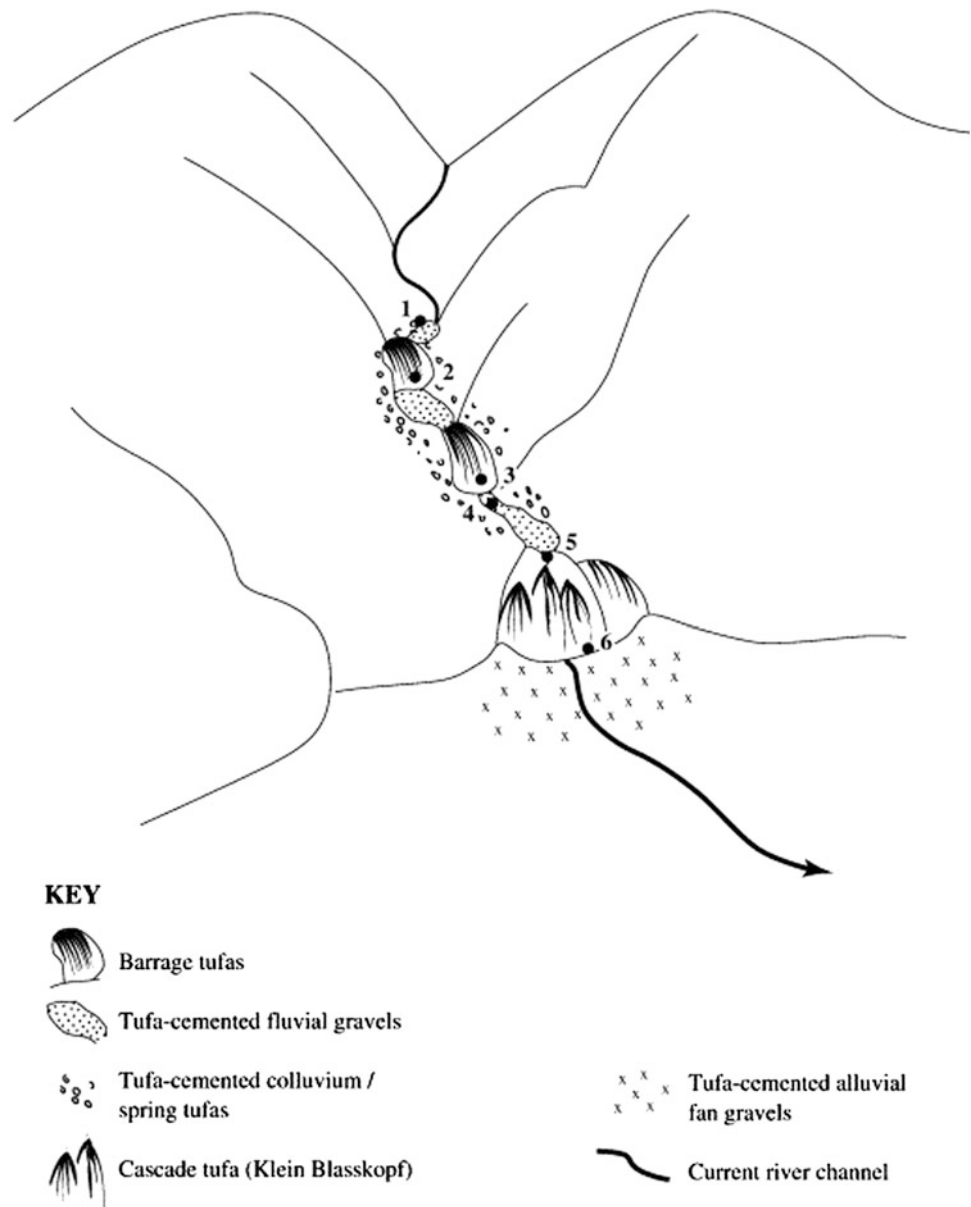 1
2
3
4
5
6
KEY
Barrage tufas
Tufa-cemented fluvial gravels
Tufa-cemented colluvium /
spring tufas
Cascade tufa (Klein Blasskopf)
Tufa-cemented alluvial
fan gravels
Current river channel